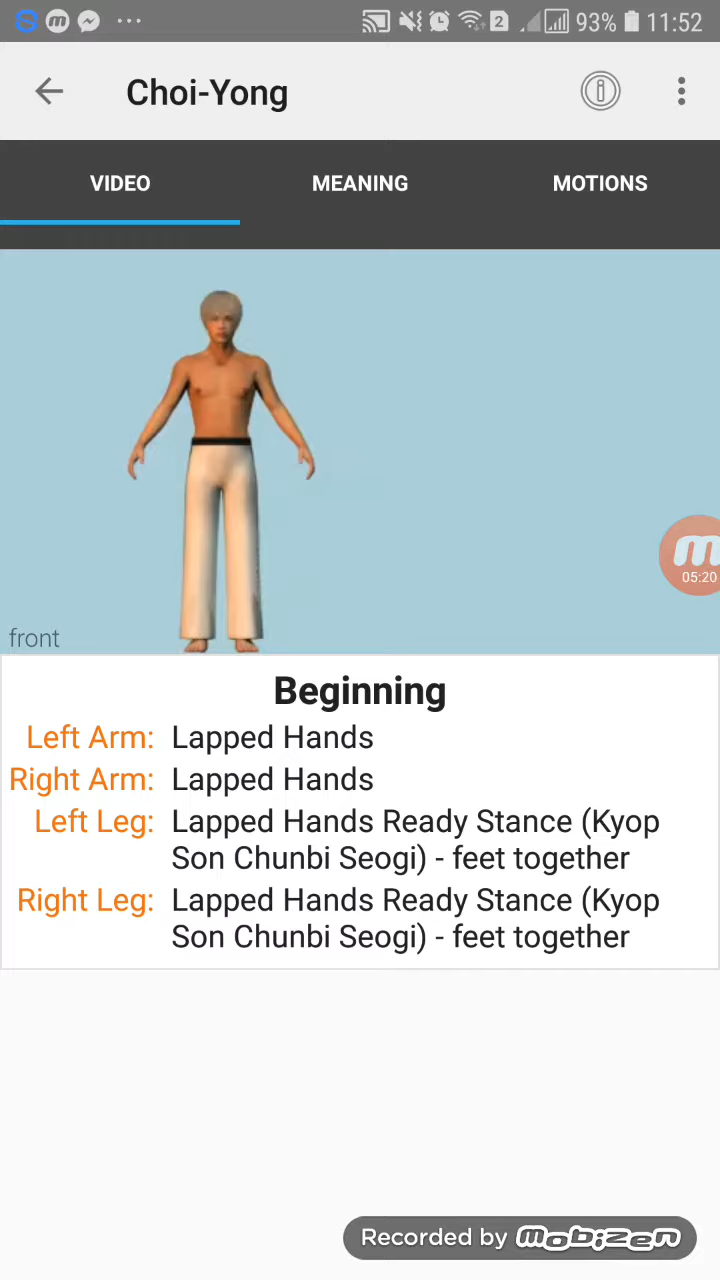 2 93% 11:52
Choi-Yong
VIDEO MEANING MOTIONS
m
05:20
front
Beginning
Left Arm: Lapped Hands
Right Arm: Lapped Hands
Left Leg: Lapped Hands Ready Stance (Kyop
Son Chunbi Seogi) - feet together
Right Leg: Lapped Hands Ready Stance (Kyop
Son Chunbi Seogi) - feet together
Recorded by mobizen